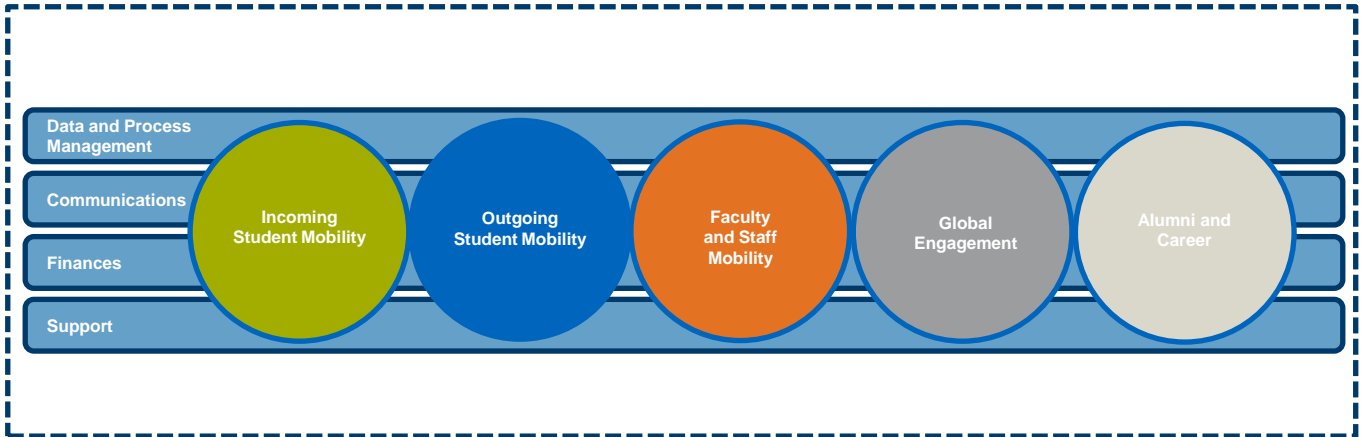 Data and Process
Management
Communications
Finances
Support
Incoming
Student Mobility
Outgoing
Student Mobility
Faculty
and Staff
Mobility
Global
Engagement
Alumni and
Career